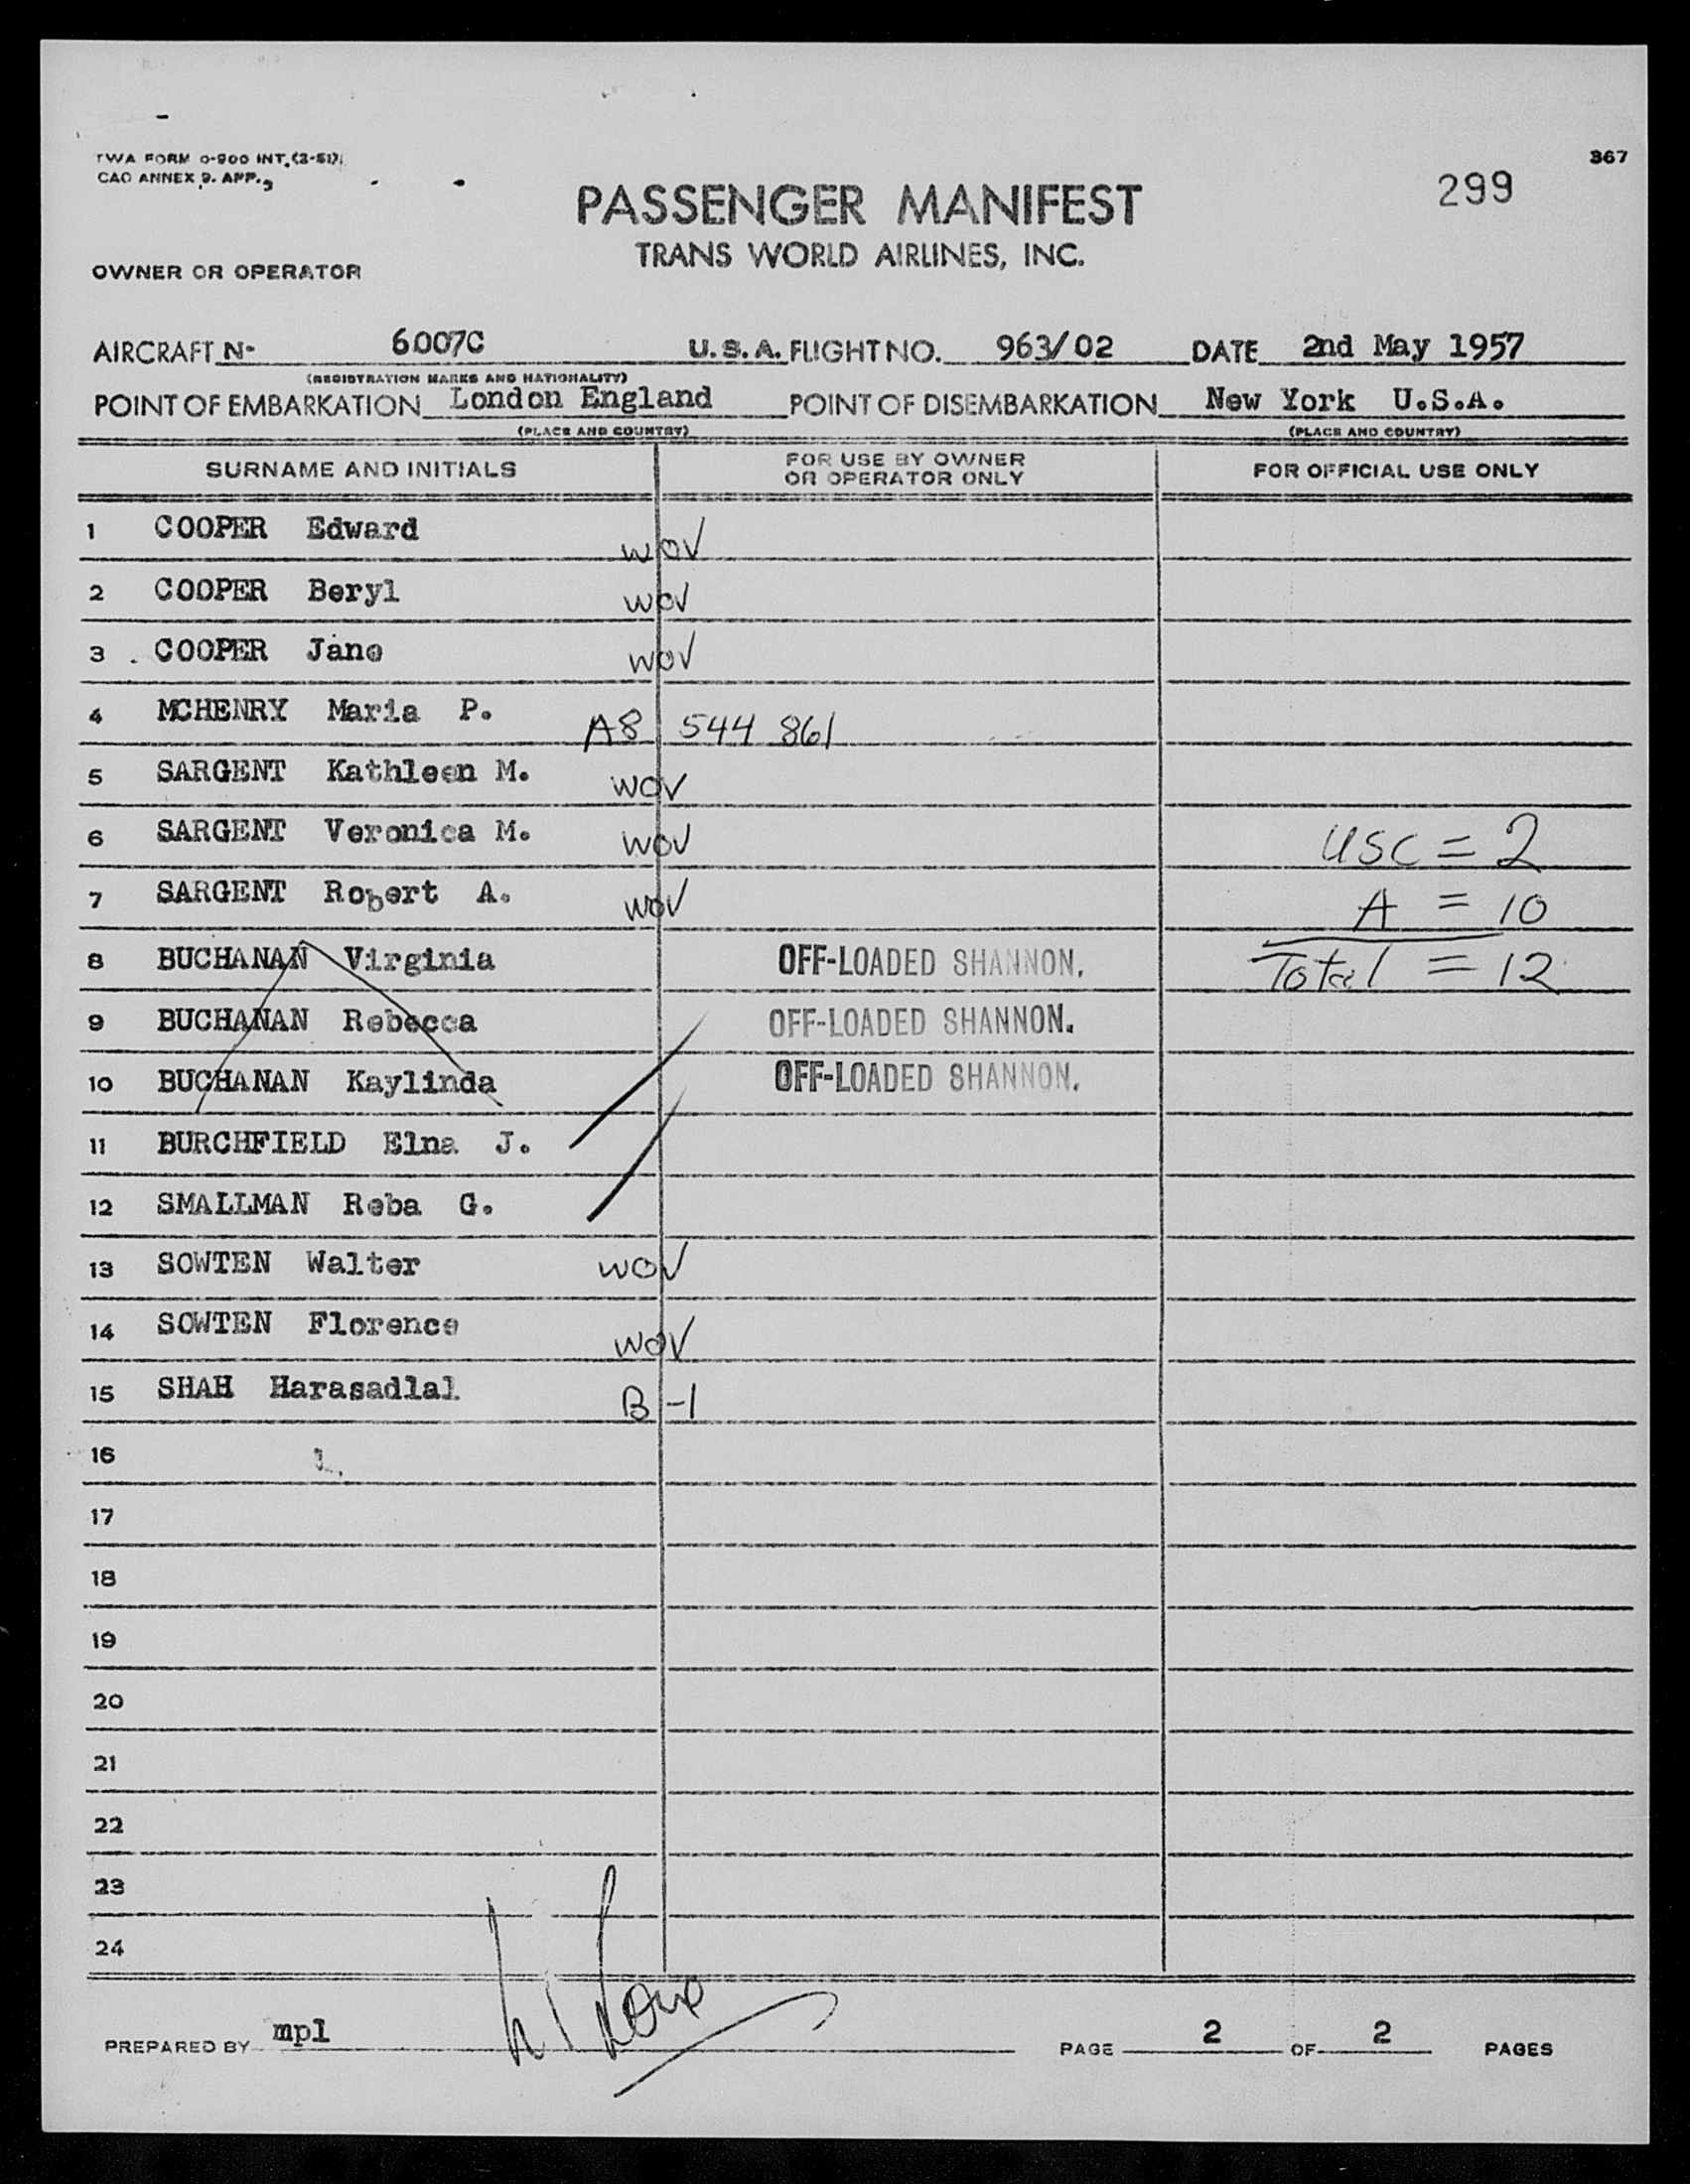 TWA FORM 0-900 INT. (2-51)
CAO ANNEX 9. APP. 3
367
299
PASSENGER MANIFEST
TRANS WORLD AIRLINES, INC.
OWNER OR OPERATOR
AIRCRAFT N- 6007C U.S.A. FLIGHT NO. 963/02 DATE 2nd May 1957
(REGISTRATION MARKS AND NATIONALITY)
POINT OF EMBARKATION London England POINT OF DISEMBARKATION New York U.S.A.
(PLACE AND COUNTRY) (PLACE AND COUNTRY)
SURNAME AND INITIALS FOR USE BY OWNER OR OPERATOR ONLY FOR OFFICIAL USE ONLY
1 COOPER Edward WOV
2 COOPER Beryl WOV
3 COOPER Jane WOV
4 MCHENRY Maria P. A8 544 861
5 SARGENT Kathleen M. WOV
6 SARGENT Veronica M. WOV USC = 2
7 SARGENT Robert A. WOV A = 10
8 BUCHANAN Virginia OFF-LOADED SHANNON. Total = 12
9 BUCHANAN Rebecca OFF-LOADED SHANNON.
10 BUCHANAN Kaylinda OFF-LOADED SHANNON.
11 BURCHFIELD Elna J.
12 SMALLMAN Reba G.
13 SOWTEN Walter WOV
14 SOWTEN Florence WOV
15 SHAH Harasadlal B-1
16
17
18
19
20
21
22
23
24
PREPARED BY mpl PAGE 2 OF 2 PAGES